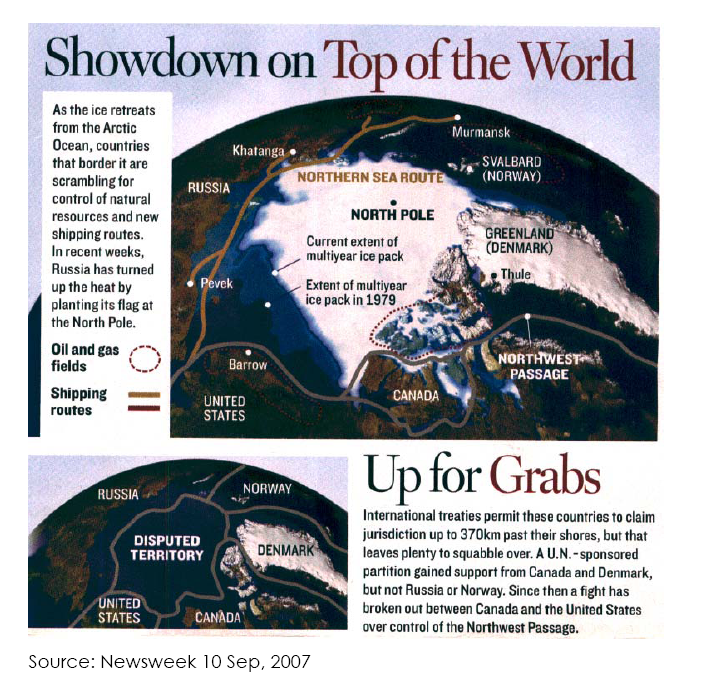 Showdown on Top of the World
As the ice retreats
from the Arctic
Ocean, countries
that border it are
scrambling for
control of natural
resources and new
shipping routes.
In recent weeks,
Russia has turned
up the heat by
planting its flag at
the North Pole.
Oil and gas
fields
Shipping
routes
Murmansk
Khatanga
SVALBARD
(NORWAY)
NORTHERN SEA ROUTE
RUSSIA
NORTH POLE
GREENLAND
(DENMARK)
Current extent of
multiyear ice pack
Thule
Pevek
Extent of multiyear
ice pack in 1979
Barrow
NORTHWEST
PASSAGE
CANADA
UNITED
STATES
RUSSIA
NORWAY
DISPUTED
TERRITORY
DENMARK
UNITED
STATES
CANADA
Up for Grabs
International treaties permit these countries to claim
jurisdiction up to 370km past their shores, but that
leaves plenty to squabble over. A U.N.-sponsored
partition gained support from Canada and Denmark,
but not Russia or Norway. Since then a fight has
broken out between Canada and the United States
over control of the Northwest Passage.
Source: Newsweek 10 Sep, 2007